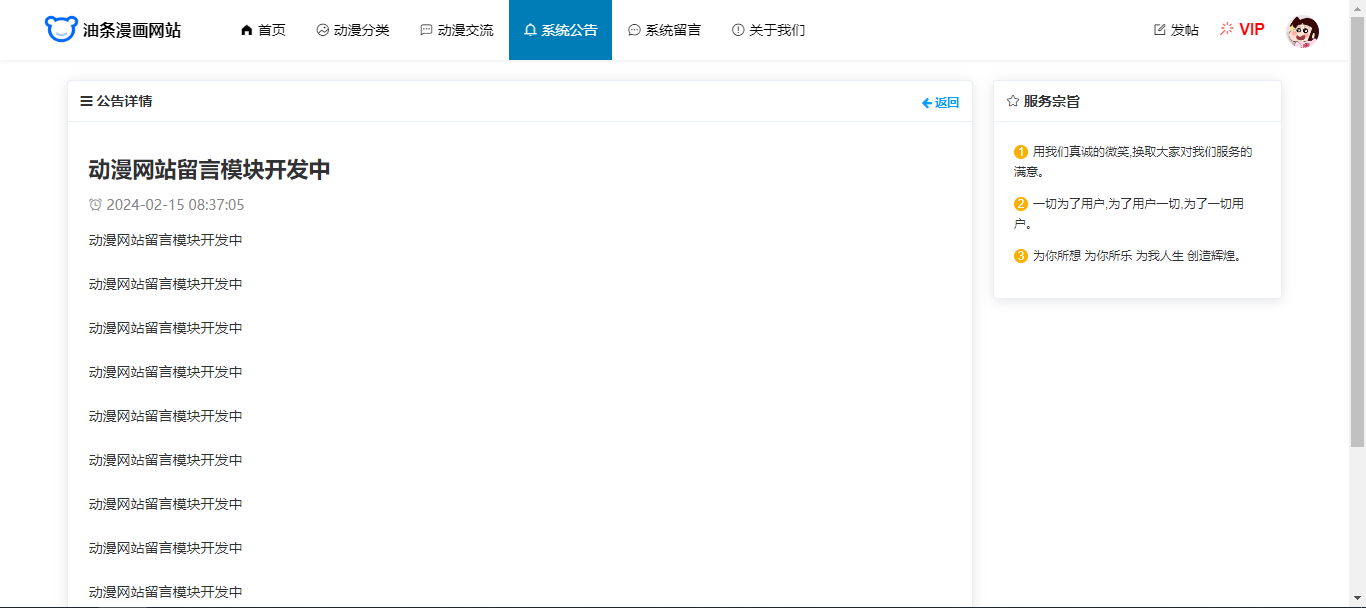 油条漫画网站 首页 动漫分类 动漫交流 系统公告 系统留言 关于我们 发帖 VIP
公告详情 返回
动漫网站留言模块开发中
2024-02-15 08:37:05
动漫网站留言模块开发中
动漫网站留言模块开发中
动漫网站留言模块开发中
动漫网站留言模块开发中
动漫网站留言模块开发中
动漫网站留言模块开发中
动漫网站留言模块开发中
动漫网站留言模块开发中
动漫网站留言模块开发中
服务宗旨
1 用我们真诚的微笑,换取大家对我们服务的
满意。
2 一切为了用户,为了用户一切,为了一切用
户。
3 为你所想 为你所乐 为我人生 创造辉煌。